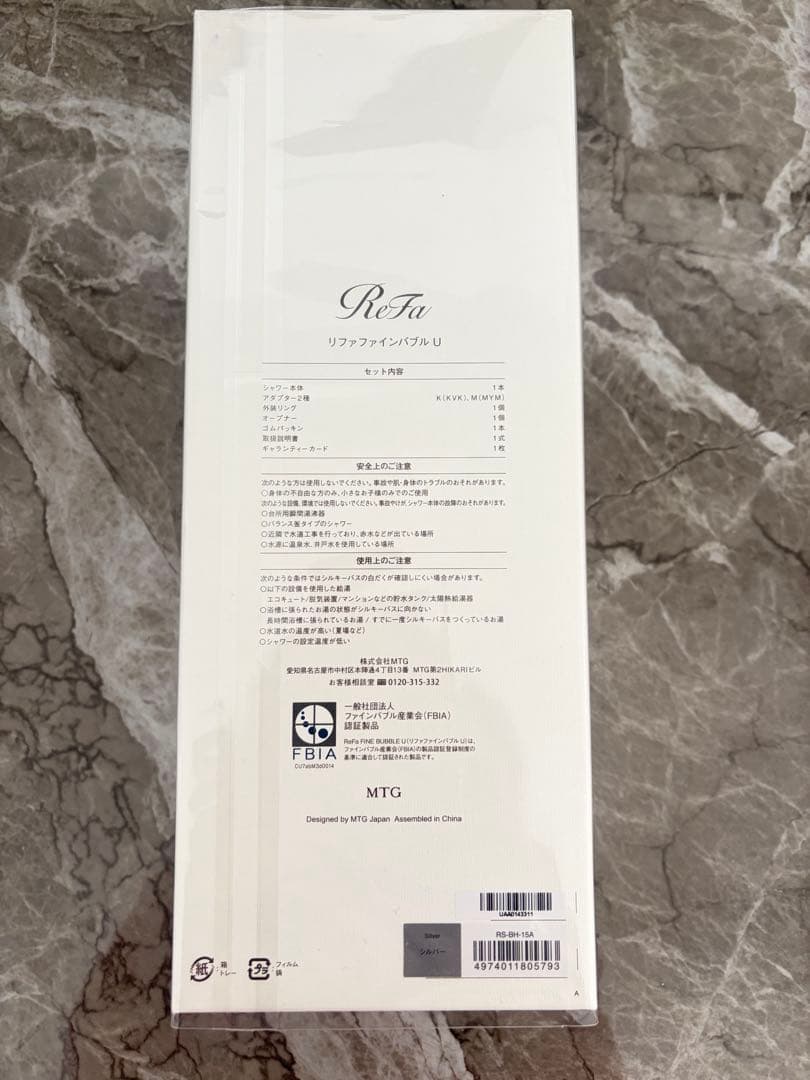 ReFa
リファファインバブル U
セット内容
シャワー本体 1本
アダプター2種 K(KVK)、M(MYM)
外装リング 1個
オープナー 1個
ゴムパッキン 1本
取扱説明書 1式
ギャランティーカード 1枚
安全上のご注意
次のような方は使用しないでください。事故や肌・身体のトラブルのおそれがあります。
○身体の不自由な方のみ、小さなお子様のみでのご使用
次のような設備、環境では使用しないでください。事故やけが、シャワー本体の故障のおそれがあります。
○台所用瞬間湯沸器
○バランス釜タイプのシャワー
○近隣で水道工事を行っており、赤水などが出ている場所
○水源に温泉水、井戸水を使用している場所
使用上のご注意
次のような条件ではシルキーバスの白だくが確認しにくい場合があります。
○以下の設備を使用した給湯
エコキュート/脱気装置/マンションなどの貯水タンク/太陽熱給湯器
○浴槽に張られたお湯の状態がシルキーバスに向かない
長時間浴槽に張られているお湯 / すでに一度シルキーバスをつくっているお湯
○水道水の温度が高い(夏場など)
○シャワーの設定温度が低い
株式会社MTG
愛知県名古屋市中村区本陣通4丁目13番 MTG第2HIKARIビル
お客様相談室 0120-315-332
一般社団法人
ファインバブル産業会(FBIA)
認証製品
FBIA
ReFa FINE BUBBLE U(リファファインバブル U)は、
ファインバブル産業会(FBIA)の製品認証登録制度の
基準に適合して認証された製品です。
MTG
Designed by MTG Japan Assembled in China
UAA0143311
Silver
シルバー
RS-BH-15A
4974011805793
紙 :箱
トレー
プラ :フィルム
袋
A